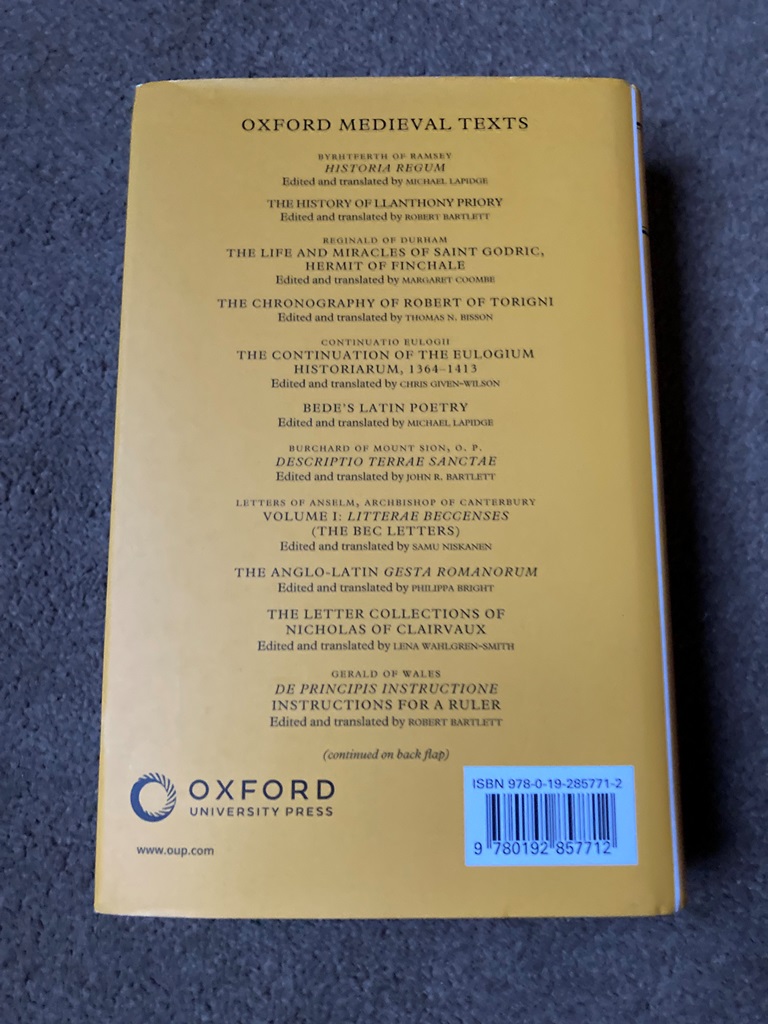 OXFORD MEDIEVAL TEXTS
BYRHTFERTH OF RAMSEY
HISTORIA REGUM
Edited and translated by MICHAEL LAPIDGE
THE HISTORY OF LLANTHONY PRIORY
Edited and translated by ROBERT BARTLETT
REGINALD OF DURHAM
THE LIFE AND MIRACLES OF SAINT GODRIC,
HERMIT OF FINCHALE
Edited and translated by MARGARET COOMBE
THE CHRONOGRAPHY OF ROBERT OF TORIGNI
Edited and translated by THOMAS N. BISSON
CONTINUATIO EULOGII
THE CONTINUATION OF THE EULOGIUM
HISTORIARUM, 1364–1413
Edited and translated by CHRIS GIVEN-WILSON
BEDE'S LATIN POETRY
Edited and translated by MICHAEL LAPIDGE
BURCHARD OF MOUNT SION, O. P.
DESCRIPTIO TERRAE SANCTAE
Edited and translated by JOHN R. BARTLETT
LETTERS OF ANSELM, ARCHBISHOP OF CANTERBURY
VOLUME I: LITTERAE BECCENSES
(THE BEC LETTERS)
Edited and translated by SAMU NISKANEN
THE ANGLO-LATIN GESTA ROMANORUM
Edited and translated by PHILIPPA BRIGHT
THE LETTER COLLECTIONS OF
NICHOLAS OF CLAIRVAUX
Edited and translated by LENA WAHLGREN-SMITH
GERALD OF WALES
DE PRINCIPIS INSTRUCTIONE
INSTRUCTIONS FOR A RULER
Edited and translated by ROBERT BARTLETT
(continued on back flap)
OXFORD
UNIVERSITY PRESS
www.oup.com
ISBN 978-0-19-285771-2
9 780192 857712